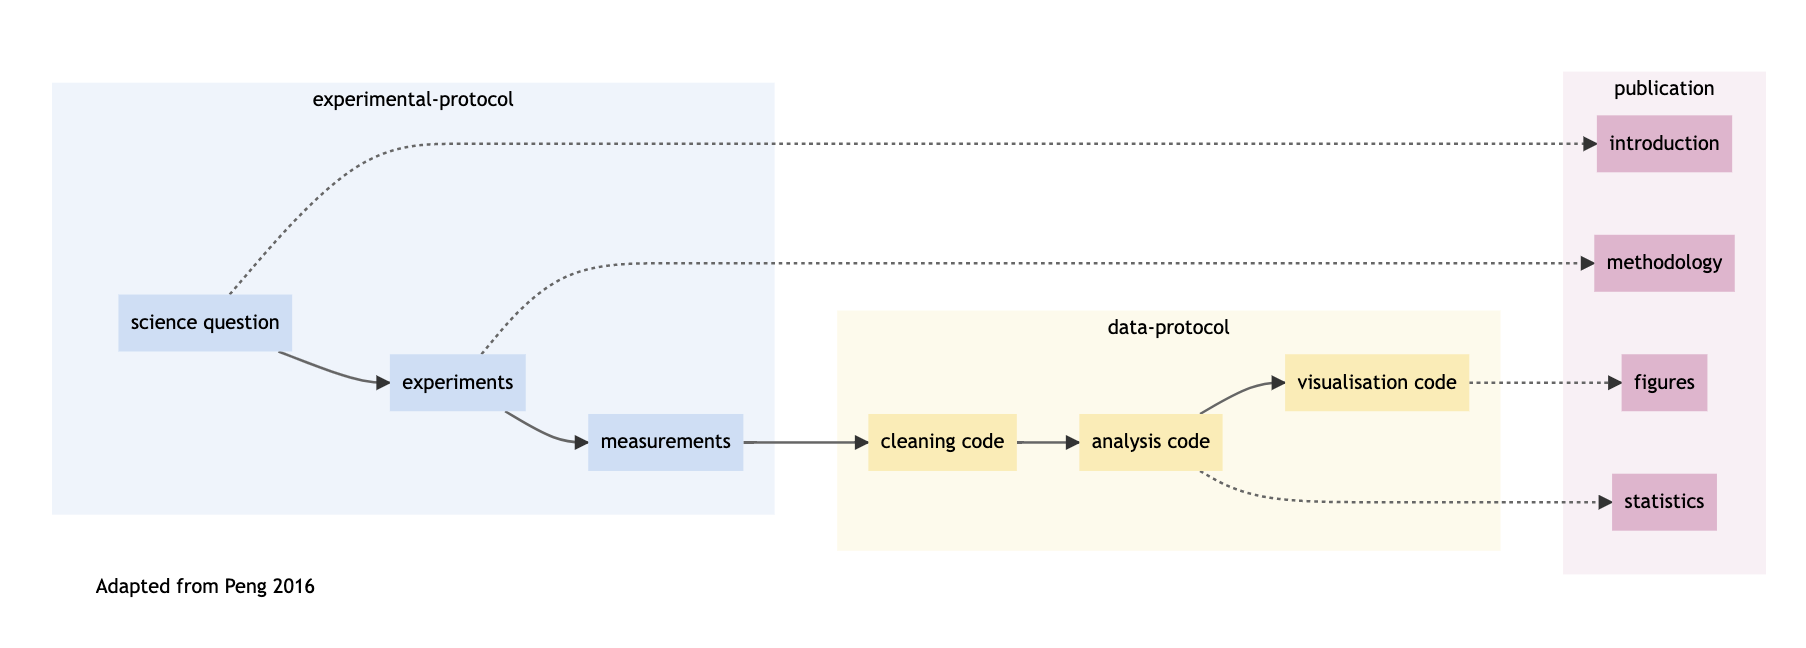 experimental-protocol
science question
experiments
measurements
data-protocol
cleaning code
analysis code
visualisation code
publication
introduction
methodology
figures
statistics
Adapted from Peng 2016